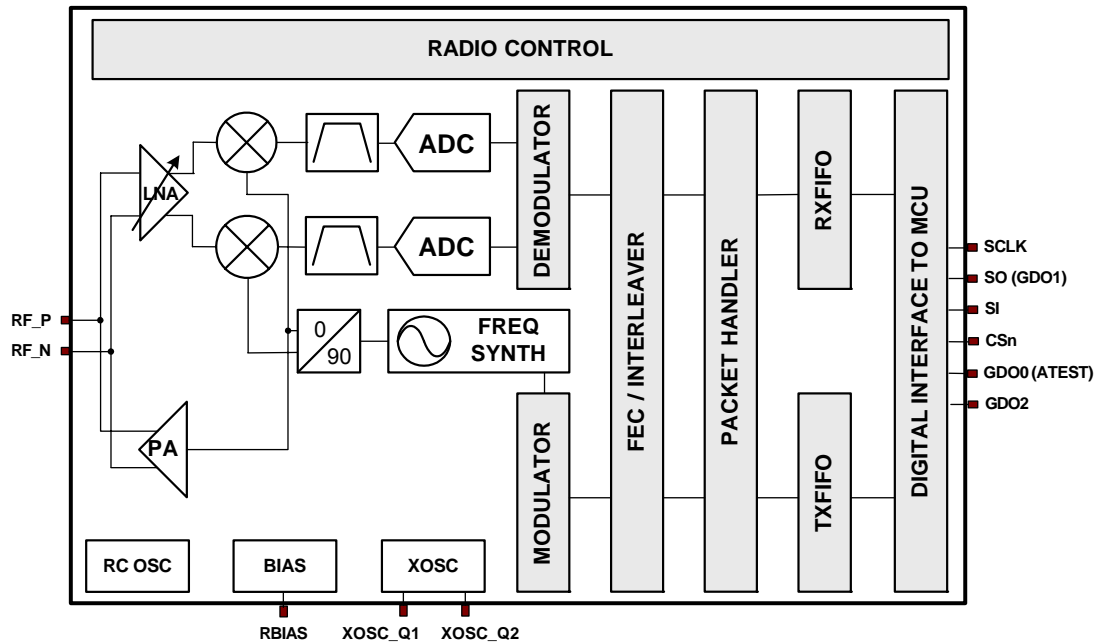 RADIO CONTROL
LNA
ADC
ADC
DEMODULATOR
FEC / INTERLEAVER
PACKET HANDLER
RXFIFO
DIGITAL INTERFACE TO MCU
SCLK
SO (GDO1)
SI
CSn
GDO0 (ATEST)
GDO2
RF_P
RF_N
0
90
FREQ
SYNTH
PA
MODULATOR
TXFIFO
RC OSC
BIAS
XOSC
RBIAS
XOSC_Q1
XOSC_Q2